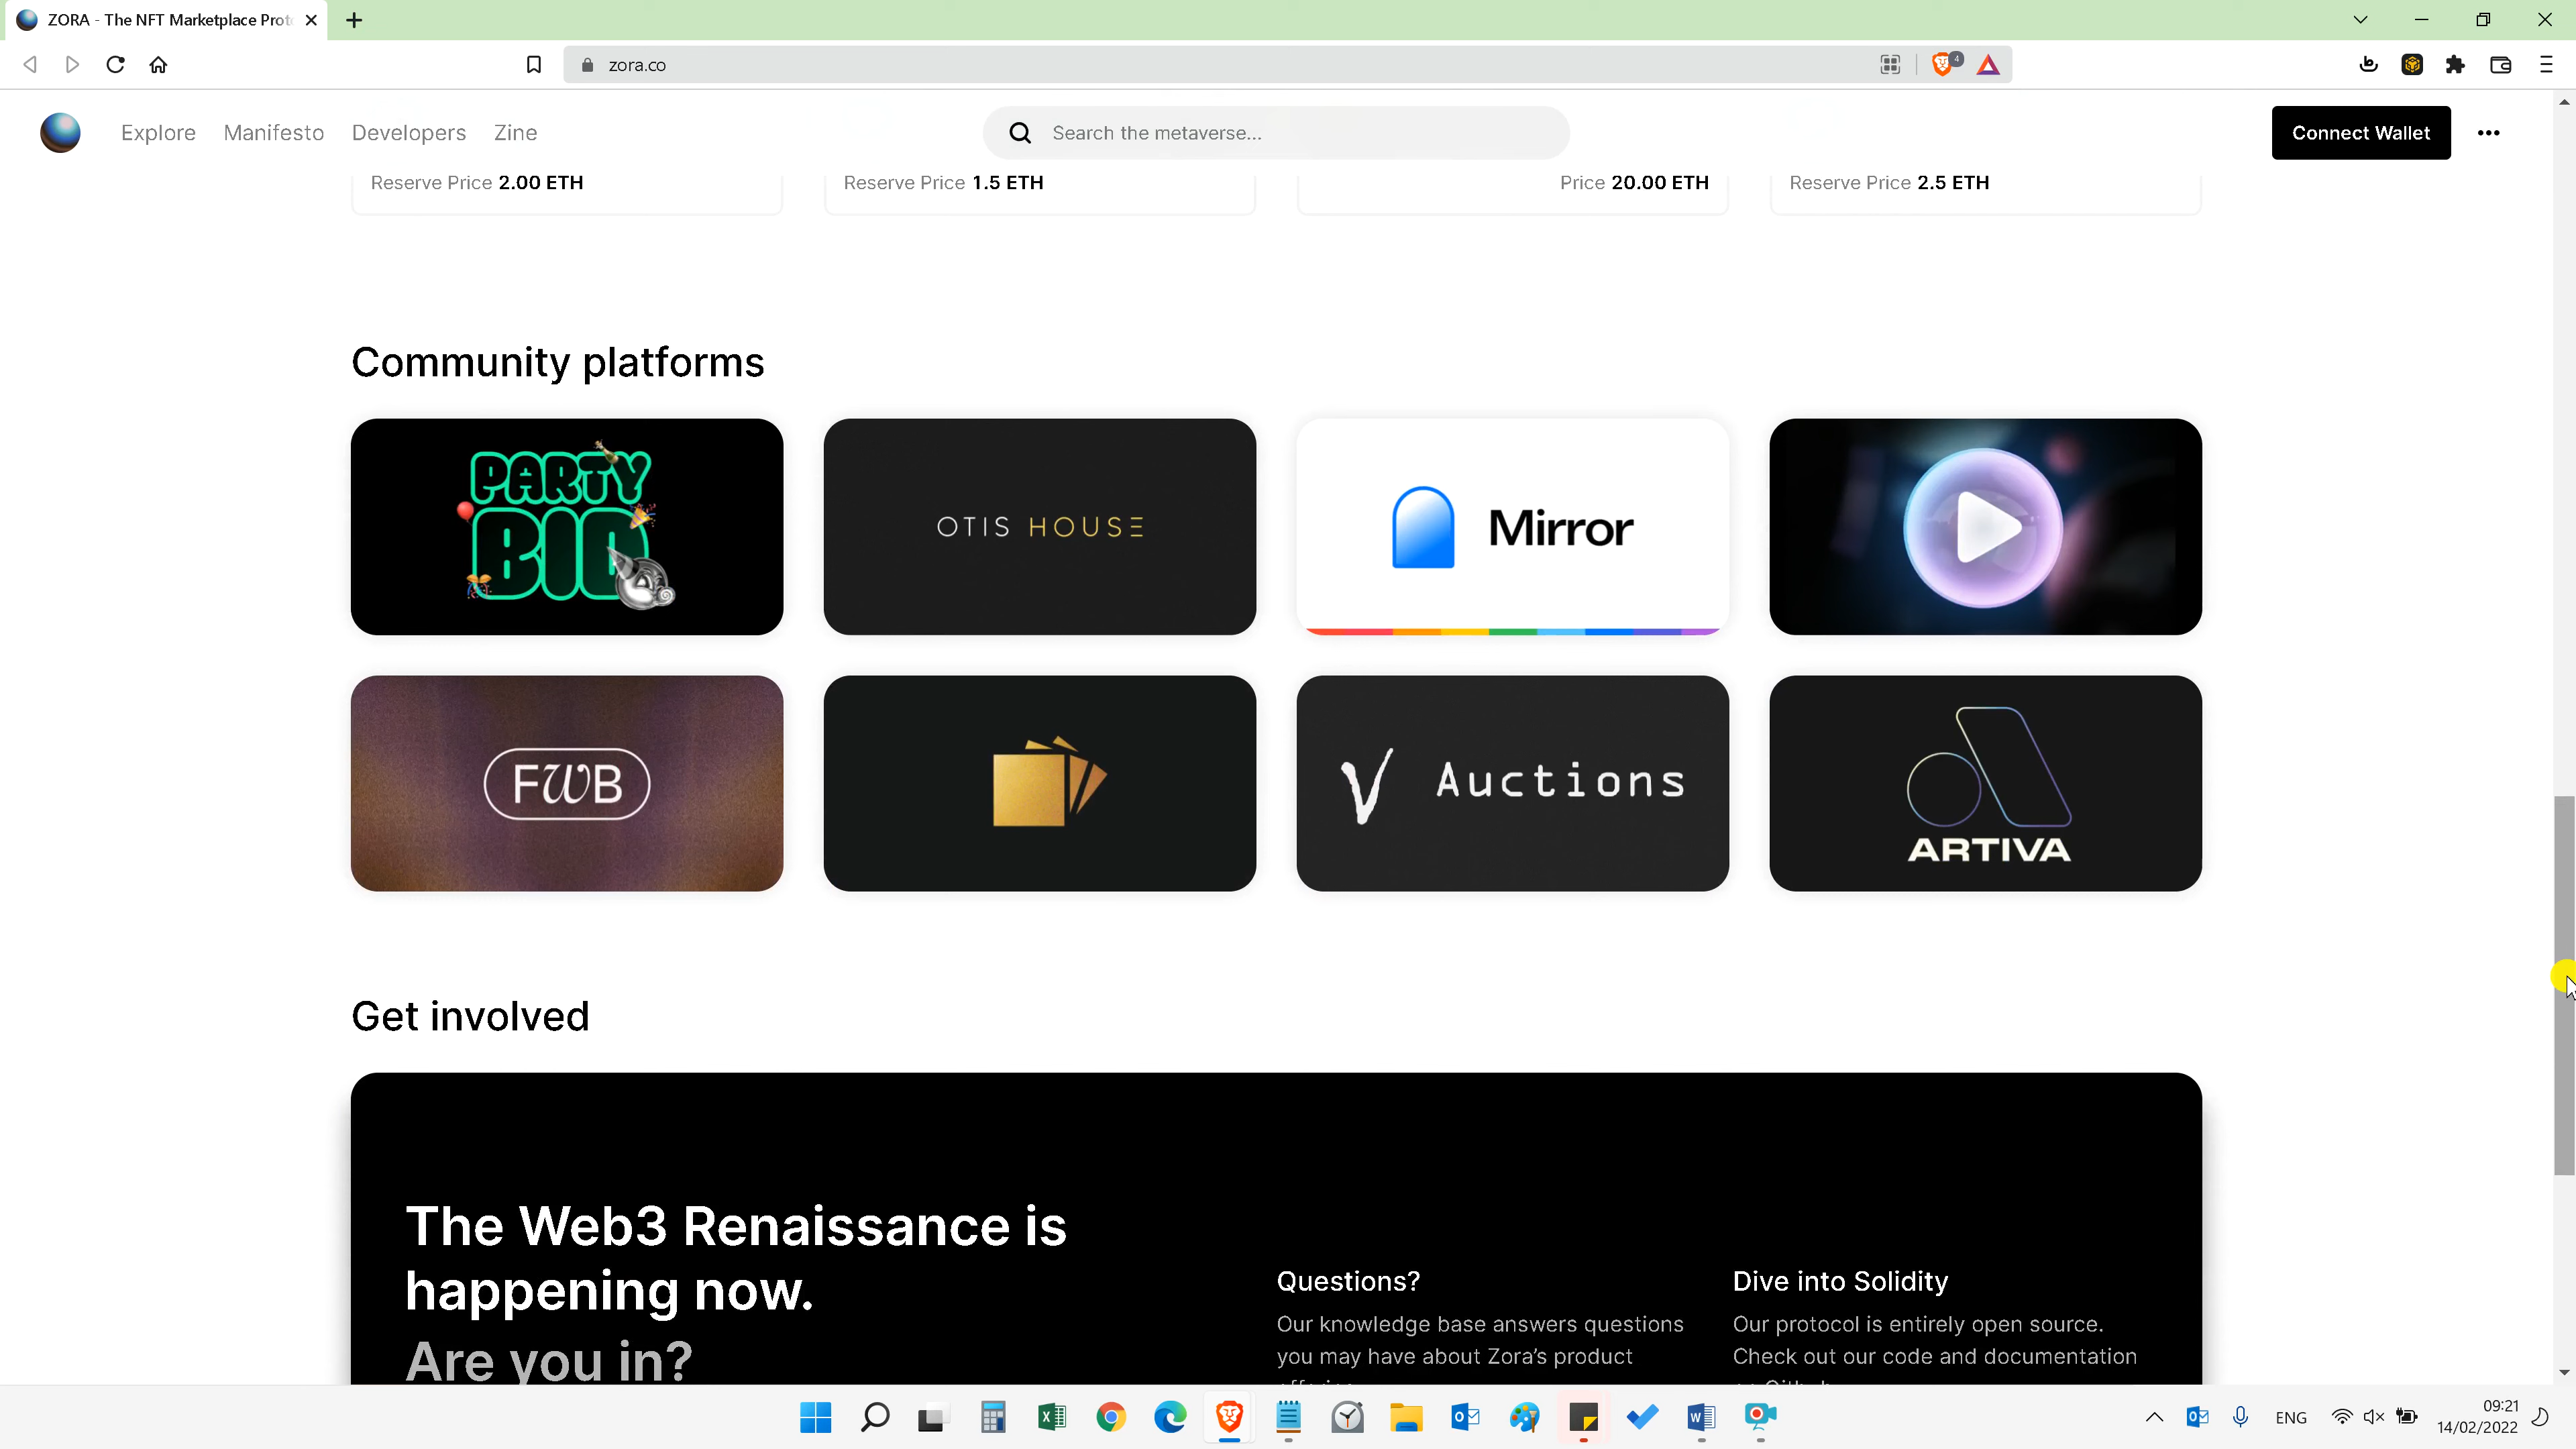 ZORA - The NFT Marketplace Prot
zora.co
4
Explore
Manifesto
Developers
Zine
Search the metaverse...
Connect Wallet
Reserve Price 2.00 ETH
Reserve Price 1.5 ETH
Price 20.00 ETH
Reserve Price 2.5 ETH
Community platforms
PARTY
BID
OTIS HOUSE
Mirror
FWB
V Auctions
ARTIVA
Get involved
The Web3 Renaissance is
happening now.
Are you in?
Questions?
Our knowledge base answers questions
you may have about Zora's product
Dive into Solidity
Our protocol is entirely open source.
Check out our code and documentation
ENG
09:21
14/02/2022